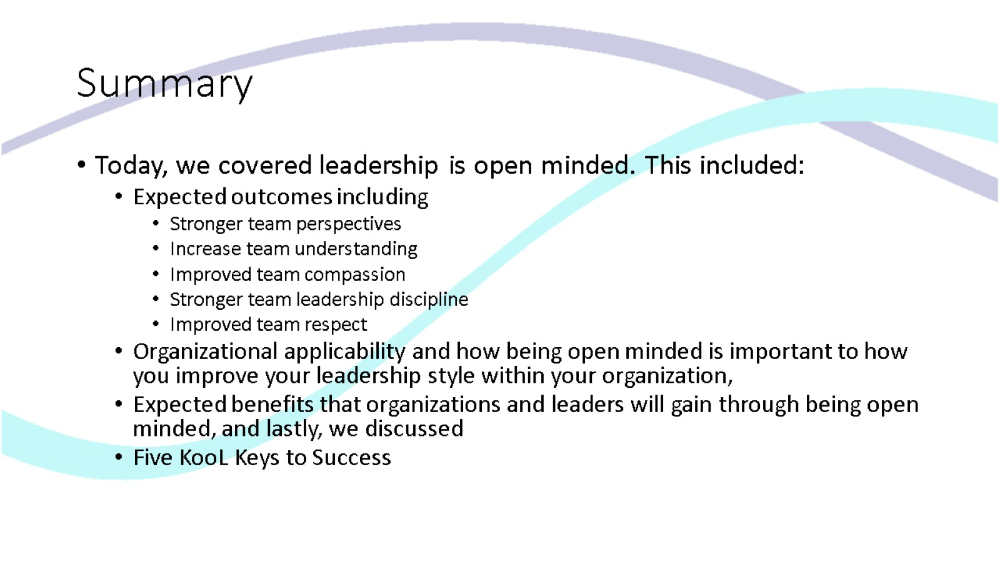 Summary
• Today, we covered leadership is open minded. This included:
• Expected outcomes including
• Stronger team perspectives
• Increase team understanding
• Improved team compassion
• Stronger team leadership discipline
• Improved team respect
• Organizational applicability and how being open minded is important to how
you improve your leadership style within your organization,
• Expected benefits that organizations and leaders will gain through being open
minded, and lastly, we discussed
• Five KooL Keys to Success